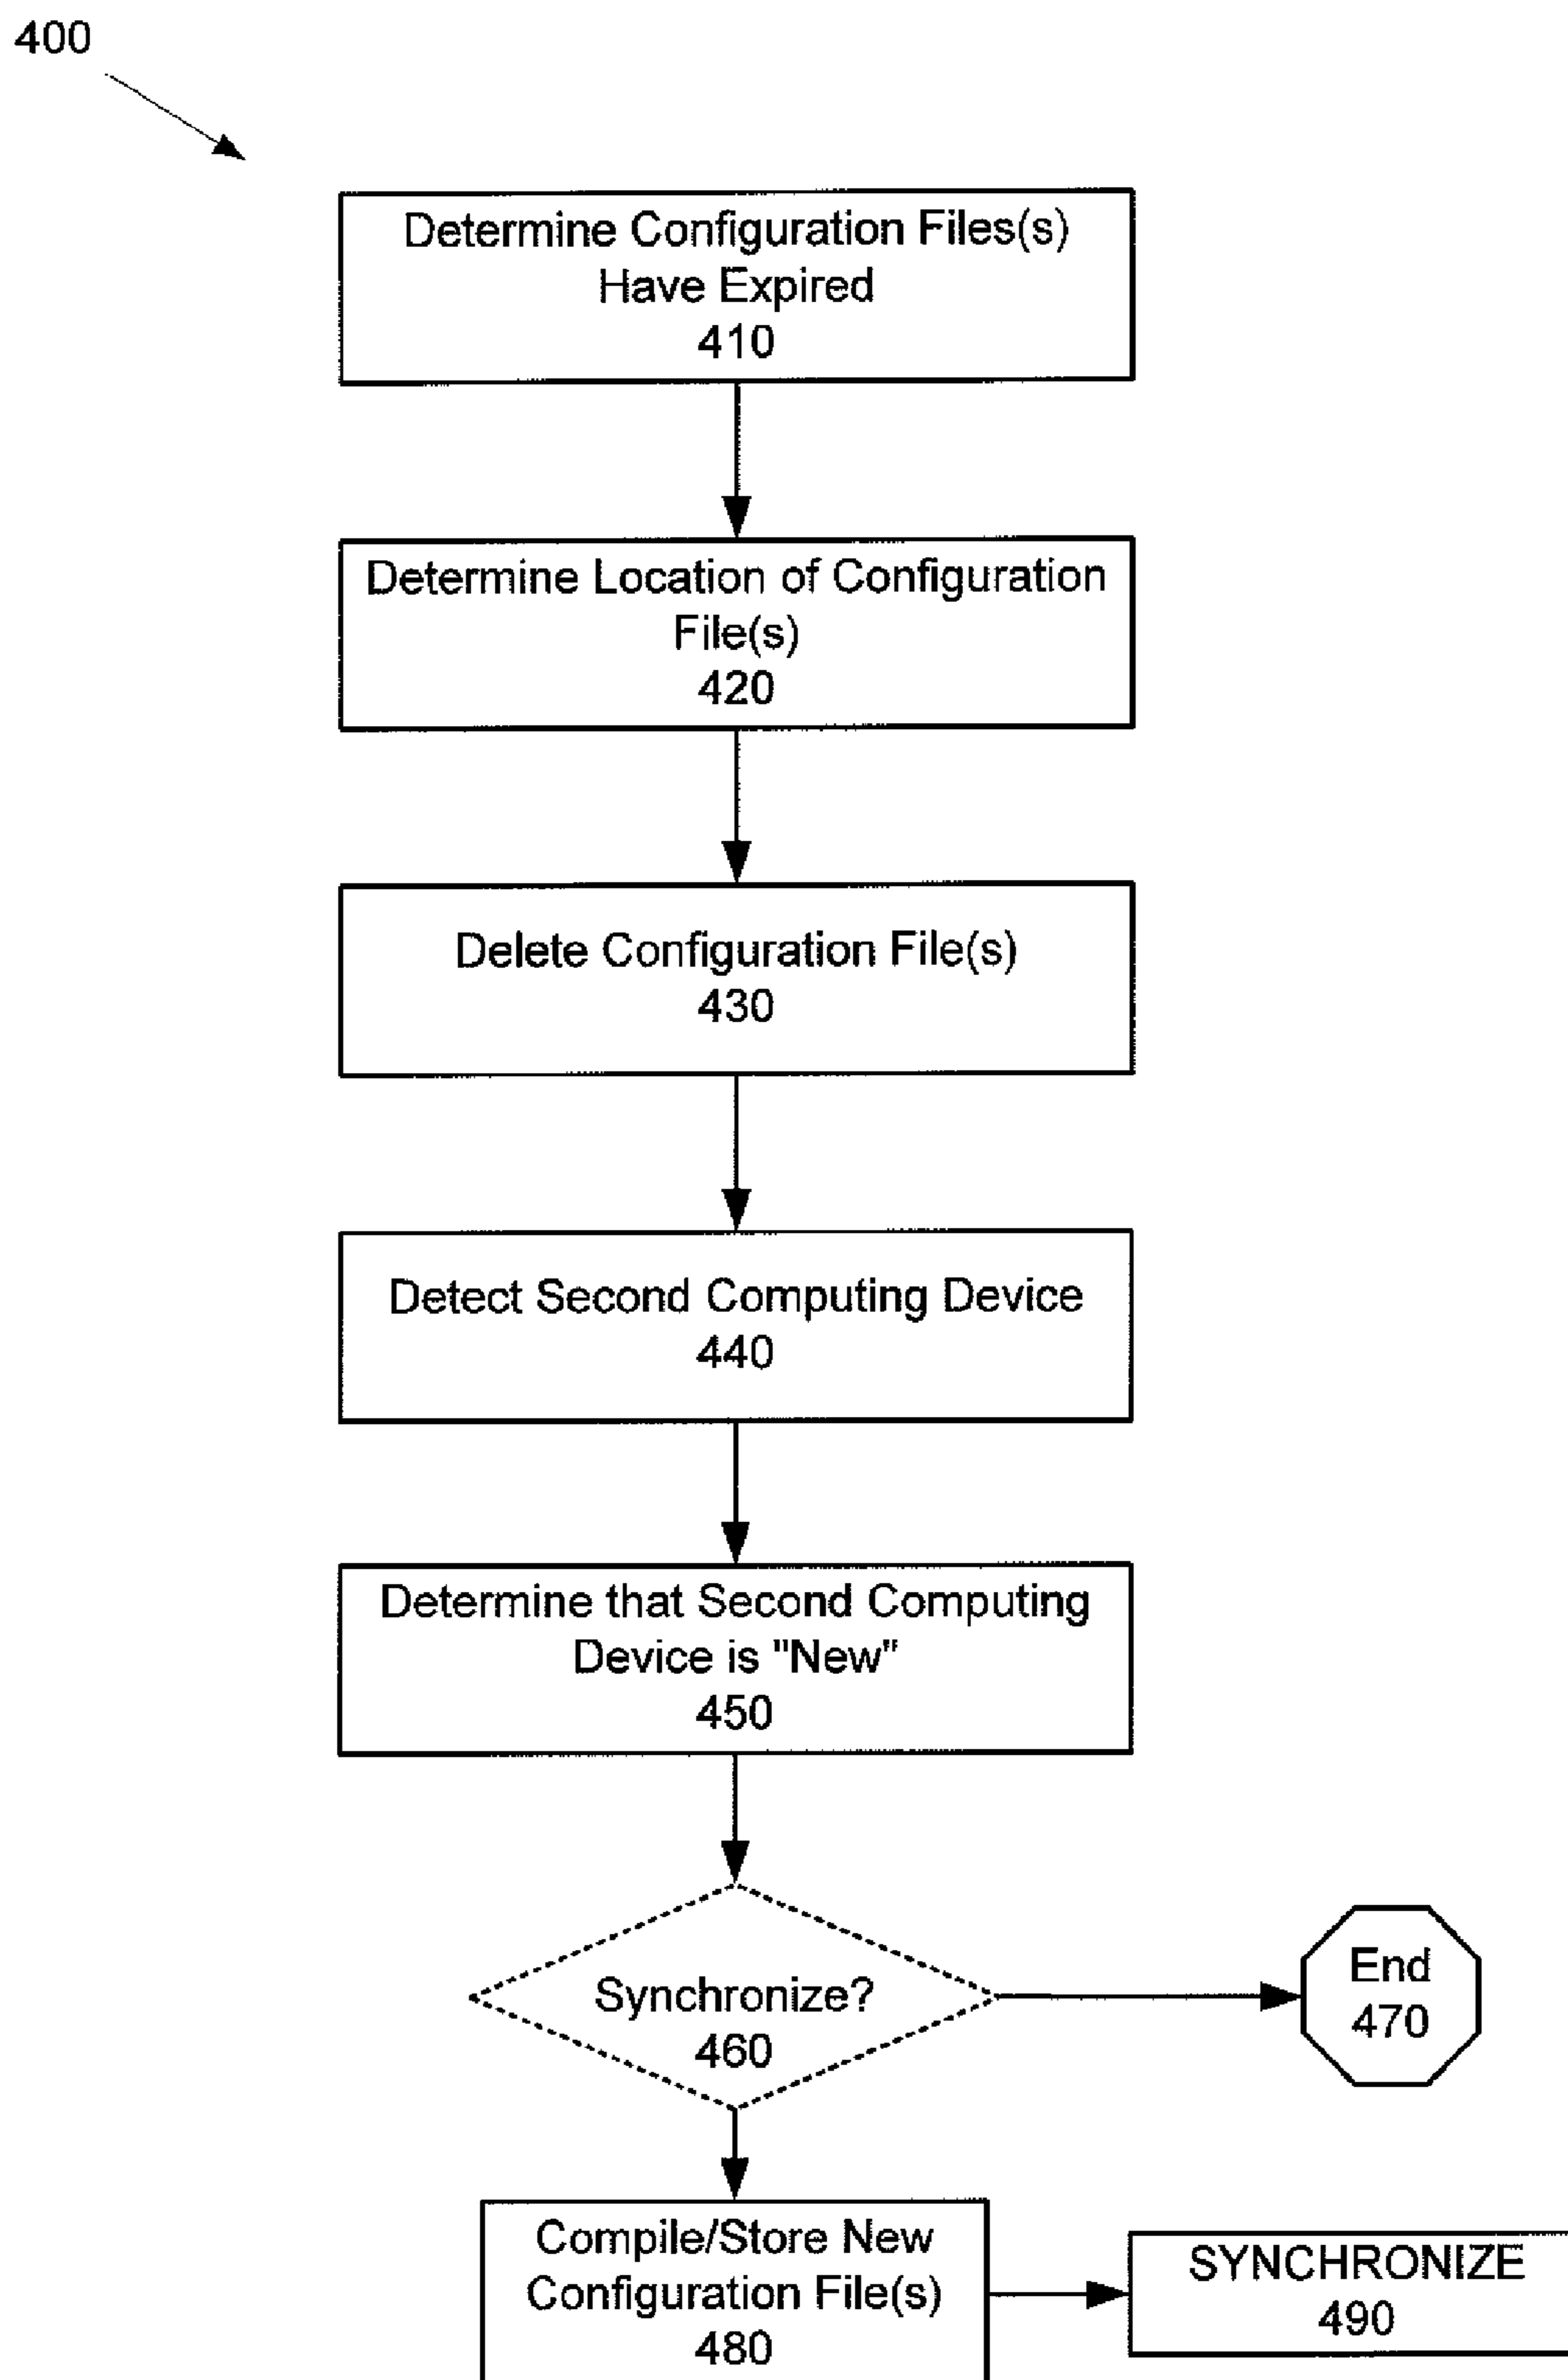 400
Determine Configuration Files(s)
Have Expired
410
Determine Location of Configuration
File(s)
420
Delete Configuration File(s)
430
Detect Second Computing Device
440
Determine that Second Computing
Device is "New"
450
Synchronize?
460
End
470
Compile/Store New
Configuration File(s)
480
SYNCHRONIZE
490